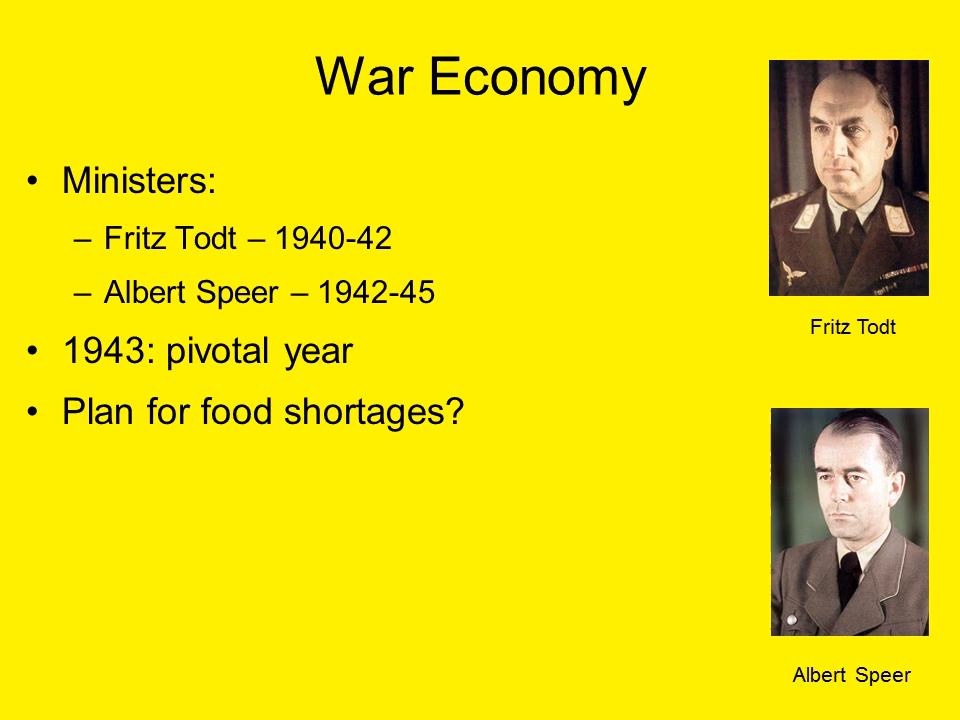 War Economy
• Ministers:
– Fritz Todt – 1940-42
– Albert Speer – 1942-45
• 1943: pivotal year
• Plan for food shortages?
Fritz Todt
Albert Speer